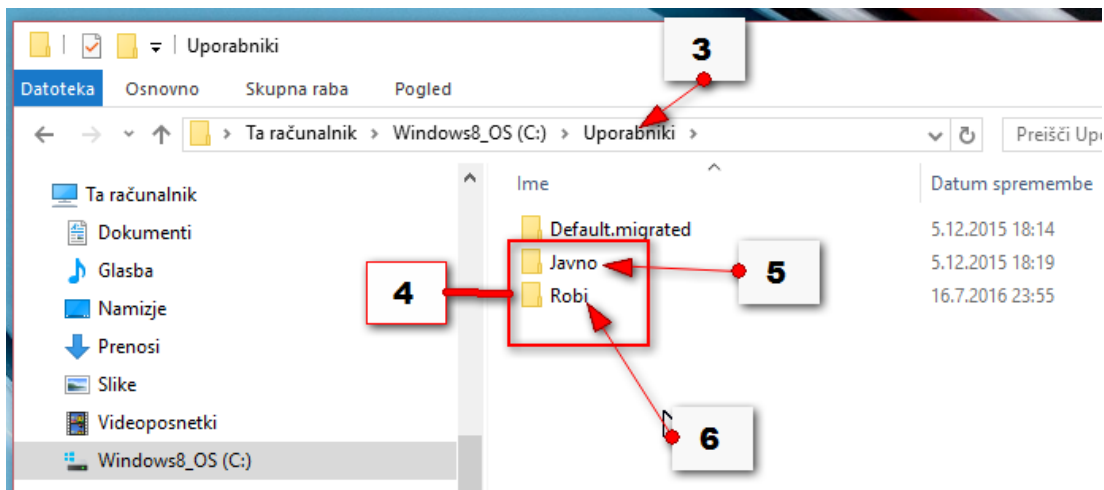 Uporabniki
3
Datoteka Osnovno Skupna raba Pogled
Ta računalnik Windows8_OS (C:) Uporabniki Preišči
Ime Datum spremembe
Ta računalnik
Default.migrated 5.12.2015 18:14
Dokumenti
Javno 5.12.2015 18:19
5
Glasba
4
Robi 16.7.2016 23:55
Namizje
Prenosi
Slike
Videoposnetki
6
Windows8_OS (C:)